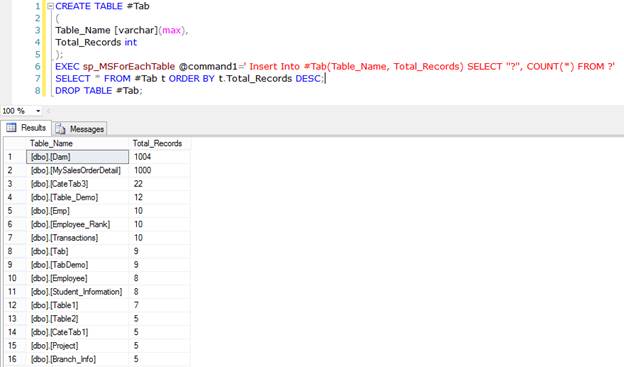 1 CREATE TABLE #Tab
2 (
3 Table_Name [varchar](max),
4 Total_Records int
5 );
6 EXEC sp_MSForEachTable @command1=' Insert Into #Tab(Table_Name, Total_Records) SELECT "?", COUNT(*) FROM ?'
7 SELECT * FROM #Tab t ORDER BY t.Total_Records DESC;
8 DROP TABLE #Tab;
100 %
Results Messages
Table_Name Total_Records
1 [dbo].[Dam] 1004
2 [dbo].[MySalesOrderDetail] 1000
3 [dbo].[CateTab3] 22
4 [dbo].[Table_Demo] 12
5 [dbo].[Emp] 10
6 [dbo].[Employee_Rank] 10
7 [dbo].[Transactions] 10
8 [dbo].[Tab] 9
9 [dbo].[TabDemo] 9
10 [dbo].[Employee] 8
11 [dbo].[Student_Information] 8
12 [dbo].[Table1] 7
13 [dbo].[Table2] 5
14 [dbo].[CateTab1] 5
15 [dbo].[Project] 5
16 [dbo].[Branch_Info] 5